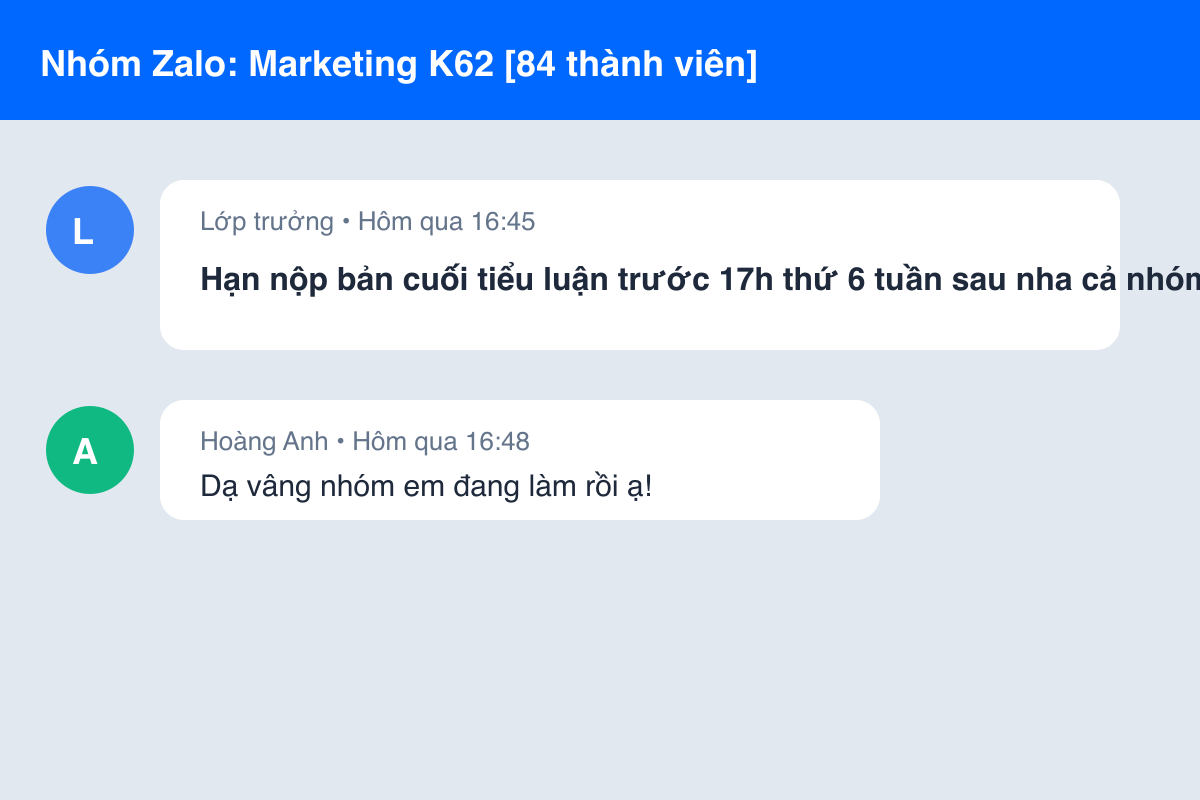 Nhóm Zalo: Marketing K62 [84 thành viên]
L
Lớp trưởng • Hôm qua 16:45
Hạn nộp bản cuối tiểu luận trước 17h thứ 6 tuần sau nha cả nhóm
A
Hoàng Anh • Hôm qua 16:48
Dạ vâng nhóm em đang làm rồi ạ!